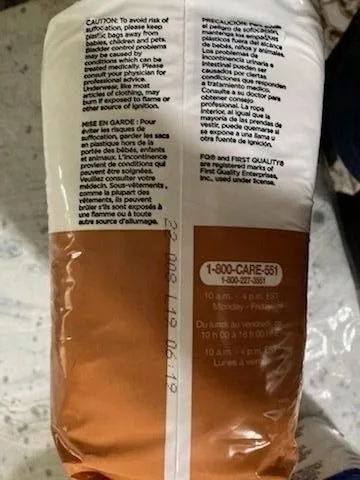 CAUTION: To avoid risk of
suffocation, please keep
plastic bags away from
babies, children and pets.
Bladder control problems
may be caused by
conditions which can be
treated medically. Please
consult your physician for
professional advice.
Underwear, like most
articles of clothing, may
burn if exposed to flame or
other source of ignition.
MISE EN GARDE : Pour
éviter les risques de
suffocation, garder les sacs
en plastique hors de la
portée des bébés, enfants
et animaux. L'incontinence
provient de conditions qui
peuvent être soignées.
Veuillez consulter votre
médecin. Sous-vêtements,
comme la plupart des
vêtements, ils peuvent
brûler s'ils sont exposés à
une flamme ou à toute
autre source d'allumage.
PRECAUCIÓN: Para
el peligro de sofocación,
mantenga las bolsas
plásticos fuera del alcance
de bebés, niños y animales.
Los problemas de
incontinencia urinaria e
intestinal pueden ser
causados por ciertas
condiciones que responden
al tratamiento médico.
Consulte a su doctor para
obtener consejo
profesional. La ropa
interior, al igual que la
mayoría de las prendas de
vestir, puede quemarse si
se expone a una llama u
otra fuente de ignición.
FQ® and FIRST QUALITY®
are registered marks of
First Quality Enterprises,
Inc., used under license.
1-800-CARE-551
1-800-227-3551
10 a.m. - 4 p.m. EST
Monday - Friday
Du lundi au vendredi, de
10 h 00 à 16 h 00
10 a.m. - 4 p.m. EST
Lunes a
22 008 L19 06:19